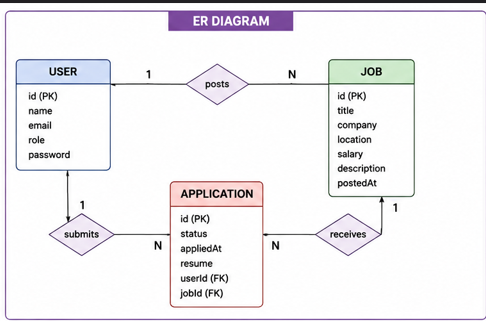 ER DIAGRAM
USER
id (PK)
name
email
role
password
1
posts
N
JOB
id (PK)
title
company
location
salary
description
postedAt
1
submits
N
APPLICATION
id (PK)
status
appliedAt
resume
userId (FK)
jobId (FK)
N
receives
1